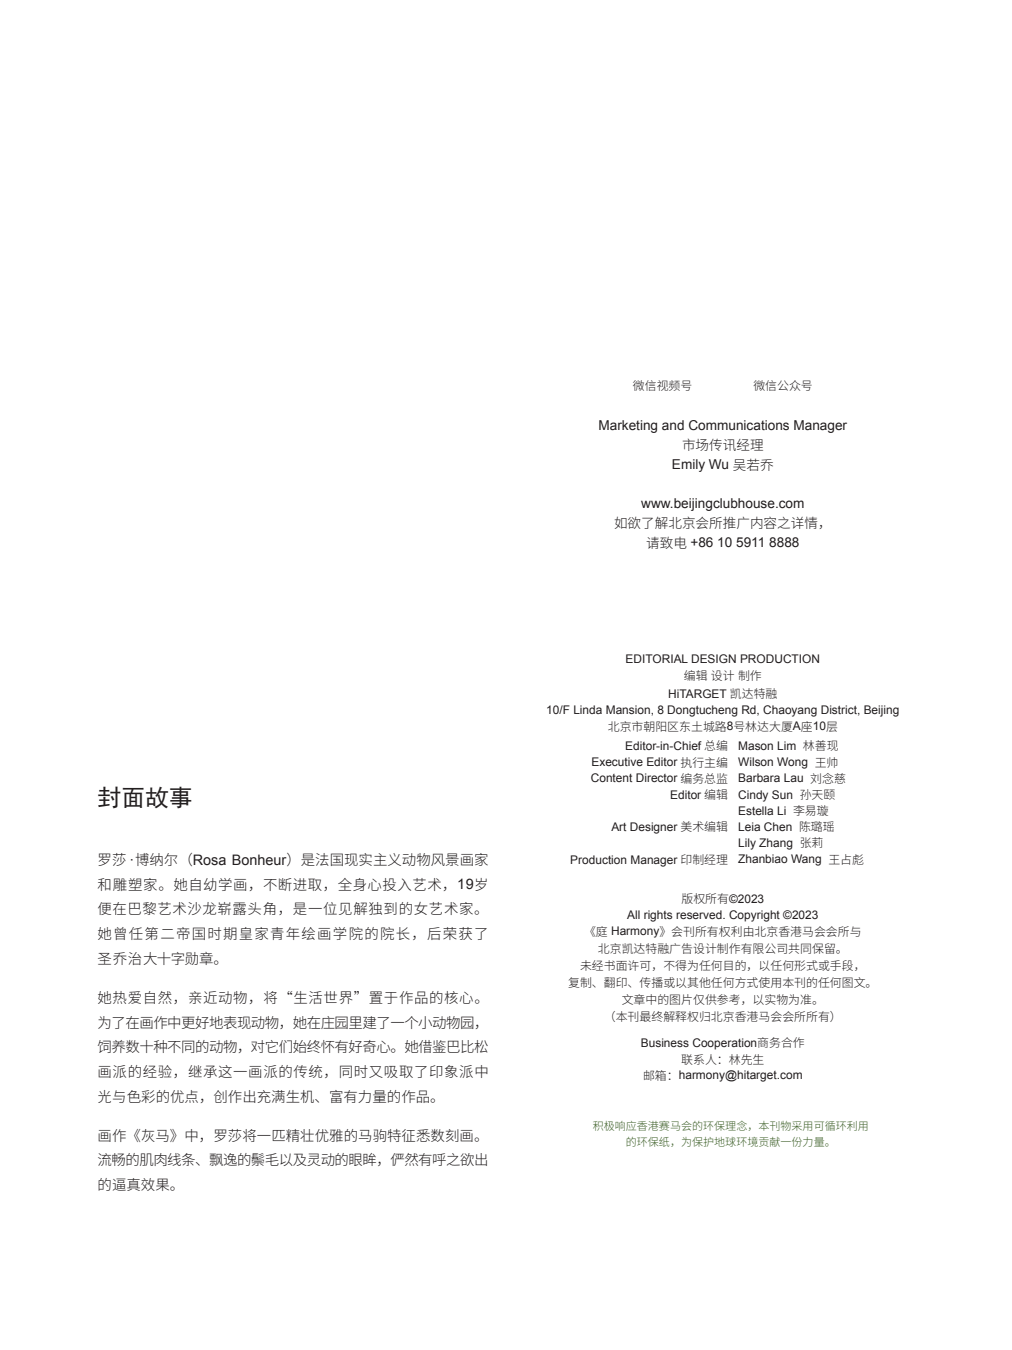 封面故事
罗莎·博纳尔（Rosa Bonheur）是法国现实主义动物风景画家
和雕塑家。她自幼学画，不断进取，全身心投入艺术，19岁
便在巴黎艺术沙龙崭露头角，是一位见解独到的女艺术家。
她曾任第二帝国时期皇家青年绘画学院的院长，后荣获了
圣乔治大十字勋章。
她热爱自然，亲近动物，将“生活世界”置于作品的核心。
为了在画作中更好地表现动物，她在庄园里建了一个小动物园，
饲养数十种不同的动物，对它们始终怀有好奇心。她借鉴巴比松
画派的经验，继承这一画派的传统，同时又吸取了印象派中
光与色彩的优点，创作出充满生机、富有力量的作品。
画作《灰马》中，罗莎将一匹精壮优雅的马驹特征悉数刻画。
流畅的肌肉线条、飘逸的鬃毛以及灵动的眼眸，俨然有呼之欲出
的逼真效果。
微信视频号 微信公众号
Marketing and Communications Manager
市场传讯经理
Emily Wu 吴若乔
www.beijingclubhouse.com
如欲了解北京会所推广内容之详情，
请致电 +86 10 5911 8888
EDITORIAL DESIGN PRODUCTION
编辑 设计 制作
HiTARGET 凯达特融
10/F Linda Mansion, 8 Dongtucheng Rd, Chaoyang District, Beijing
北京市朝阳区东土城路8号林达大厦A座10层
Editor-in-Chief 总编 Mason Lim 林善现
Executive Editor 执行主编 Wilson Wong 王帅
Content Director 编务总监 Barbara Lau 刘念慈
Editor 编辑 Cindy Sun 孙天颐
Estella Li 李易璇
Art Designer 美术编辑 Leia Chen 陈璐瑶
Lily Zhang 张莉
Production Manager 印制经理 Zhanbiao Wang 王占彪
版权所有©2023
All rights reserved. Copyright ©2023
《庭 Harmony》会刊所有权利由北京香港马会会所与
北京凯达特融广告设计制作有限公司共同保留。
未经书面许可，不得为任何目的，以任何形式或手段，
复制、翻印、传播或以其他任何方式使用本刊的任何图文。
文章中的图片仅供参考，以实物为准。
（本刊最终解释权归北京香港马会会所所有）
Business Cooperation商务合作
联系人：林先生
邮箱：harmony@hitarget.com
积极响应香港赛马会的环保理念，本刊物采用可循环利用
的环保纸，为保护地球环境贡献一份力量。